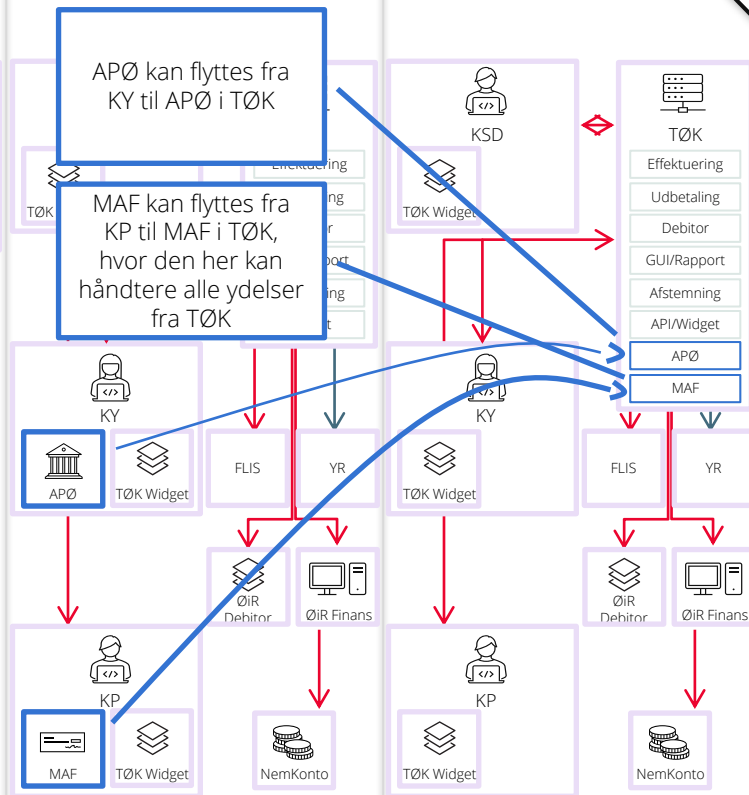 APØ kan flyttes fra
KY til APØ i TØK
MAF kan flyttes fra
KP til MAF i TØK,
hvor den her kan
håndtere alle ydelser
fra TØK
KY
APØ
TØK Widget
FLIS
YR
ØiR
Debitor
ØiR Finans
KP
MAF
TØK Widget
NemKonto
KSD
TØK Widget
TØK
Effektuering
Udbetaling
Debitor
GUI/Rapport
Afstemning
API/Widget
APØ
MAF
KY
TØK Widget
FLIS
YR
ØiR
Debitor
ØiR Finans
KP
TØK Widget
NemKonto